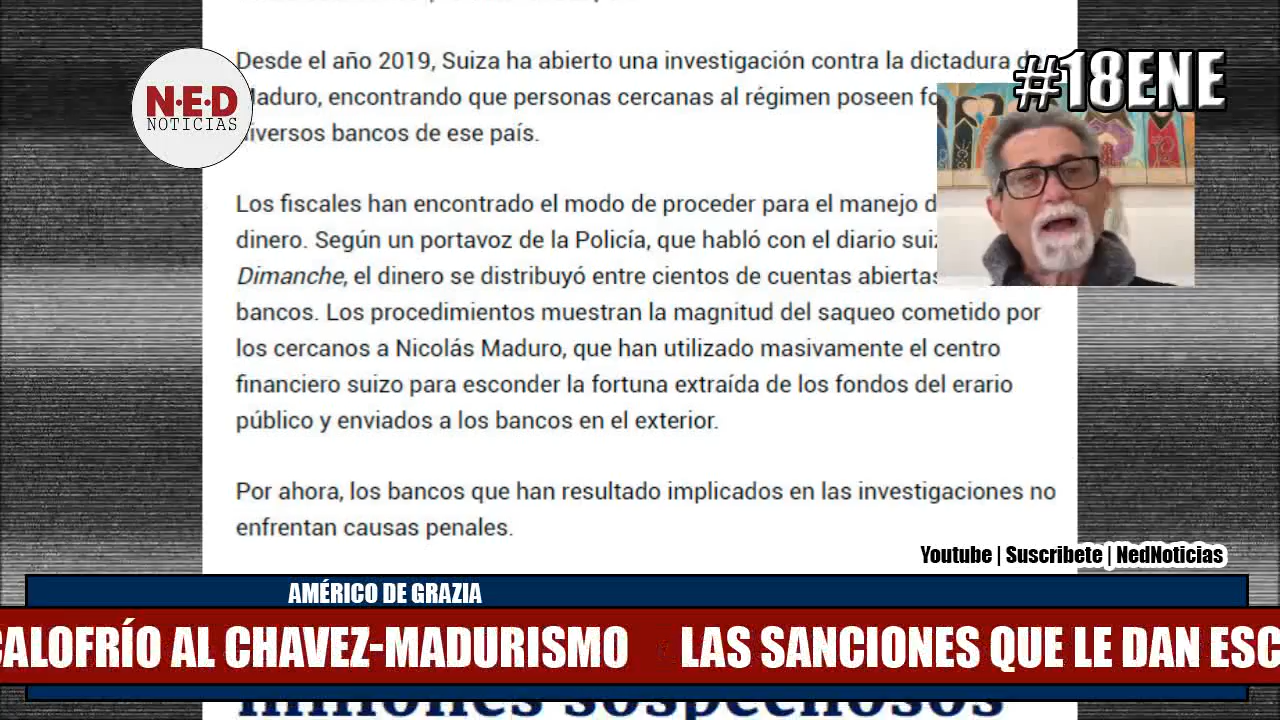 Desde el año 2019, Suiza ha abierto una investigación contra la dictadura
#18ENE
N·E·D
NOTICIAS
Maduro, encontrando que personas cercanas al régimen poseen
diversos bancos de ese país.
Los fiscales han encontrado el modo de proceder para el manejo
dinero. Según un portavoz de la Policía, que habló con el diario
Dimanche, el dinero se distribuyó entre cientos de cuentas abiertas
bancos. Los procedimientos muestran la magnitud del saqueo cometido por
los cercanos a Nicolás Maduro, que han utilizado masivamente el centro
financiero suizo para esconder la fortuna extraída de los fondos del erario
público y enviados a los bancos en el exterior.
Por ahora, los bancos que han resultado implicados en las investigaciones no
enfrentan causas penales.
Youtube | Suscribete | NedNoticias
AMÉRICO DE GRAZIA
CALOFRÍO AL CHAVEZ-MADURISMO LAS SANCIONES QUE LE DAN ESC
millones sospechosos